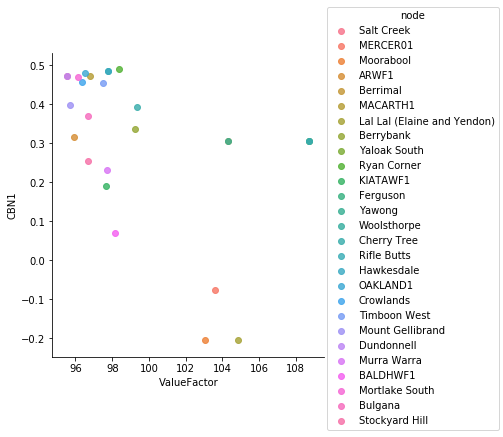 node
Salt Creek
MERCER01
Moorabool
ARWF1
Berrimal
MACARTH1
Lal Lal (Elaine and Yendon)
Berrybank
Yaloak South
Ryan Corner
KIATAWF1
Ferguson
Yawong
Woolsthorpe
Cherry Tree
Rifle Butts
Hawkesdale
OAKLAND1
Crowlands
Timboon West
Mount Gellibrand
Dundonnell
Murra Warra
BALDHWF1
Mortlake South
Bulgana
Stockyard Hill
CBN1
0.5
0.4
0.3
0.2
0.1
0.0
−0.1
−0.2
96 98 100 102 104 106 108
ValueFactor